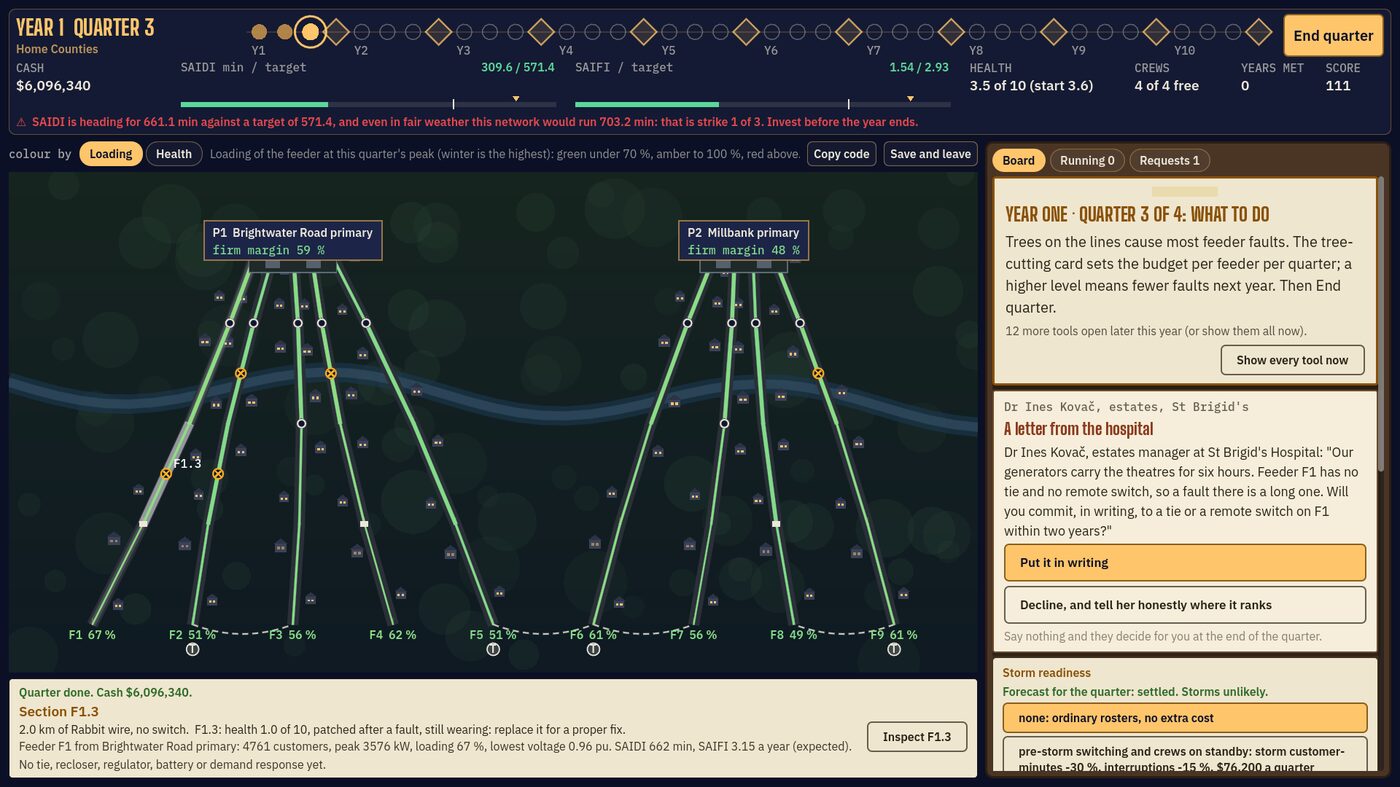 YEAR 1 QUARTER 3
Home Counties
Y1 Y2 Y3 Y4 Y5 Y6 Y7 Y8 Y9 Y10
End quarter
CASH
$6,096,340
SAIDI min / target 309.6 / 571.4
SAIFI / target 1.54 / 2.93
HEALTH
3.5 of 10 (start 3.6)
CREWS
4 of 4 free
YEARS MET
0
SCORE
111
⚠ SAIDI is heading for 661.1 min against a target of 571.4, and even in fair weather this network would run 703.2 min: that is strike 1 of 3. Invest before the year ends.
colour by Loading Health Loading of the feeder at this quarter's peak (winter is the highest): green under 70 %, amber to 100 %, red above. Copy code Save and leave
P1 Brightwater Road primary
firm margin 59 %
P2 Millbank primary
firm margin 48 %
F1.3
F1 67 % F2 51 % F3 56 % F4 62 % F5 51 % F6 61 % F7 56 % F8 49 % F9 61 %
T T T T
Quarter done. Cash $6,096,340.
Section F1.3
2.0 km of Rabbit wire, no switch. F1.3: health 1.0 of 10, patched after a fault, still wearing: replace it for a proper fix.
Feeder F1 from Brightwater Road primary: 4761 customers, peak 3576 kW, loading 67 %, lowest voltage 0.96 pu. SAIDI 662 min, SAIFI 3.15 a year (expected).
No tie, recloser, regulator, battery or demand response yet.
Inspect F1.3
Board Running 0 Requests 1
YEAR ONE · QUARTER 3 OF 4: WHAT TO DO
Trees on the lines cause most feeder faults. The tree-
cutting card sets the budget per feeder per quarter; a
higher level means fewer faults next year. Then End
quarter.
12 more tools open later this year (or show them all now).
Show every tool now
Dr Ines Kovač, estates, St Brigid's
A letter from the hospital
Dr Ines Kovač, estates manager at St Brigid's Hospital: "Our
generators carry the theatres for six hours. Feeder F1 has no
tie and no remote switch, so a fault there is a long one. Will
you commit, in writing, to a tie or a remote switch on F1
within two years?"
Put it in writing
Decline, and tell her honestly where it ranks
Say nothing and they decide for you at the end of the quarter.
Storm readiness
Forecast for the quarter: settled. Storms unlikely.
none: ordinary rosters, no extra cost
pre-storm switching and crews on standby: storm customer-
minutes -30 %, interruptions -15 %, $76,200 a quarter